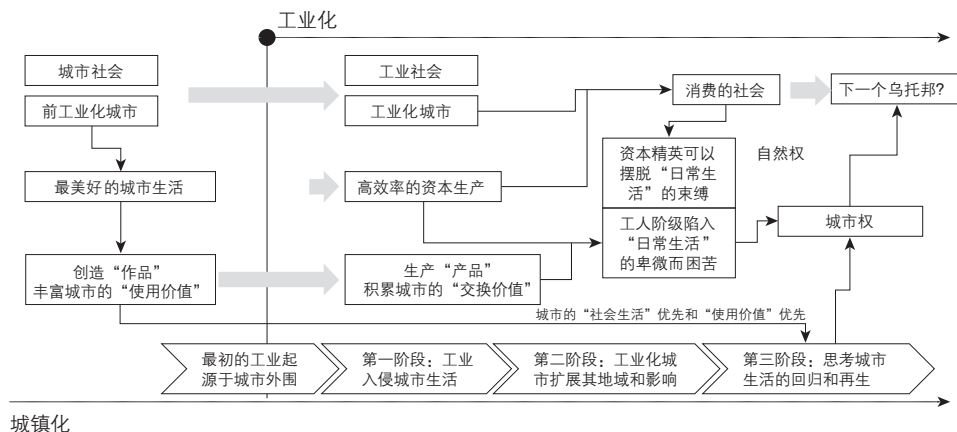 工业化
城市社会
工业社会
前工业化城市
工业化城市
消费的社会
下一个乌托邦？
资本精英可以
摆脱“日常生
活”的束缚
自然权
最美好的城市生活
高效率的资本生产
工人阶级陷入
“日常生活”
的卑微而困苦
城市权
创造“作品”
丰富城市的“使用价值”
生产“产品”
积累城市的“交换价值”
城市的“社会生活”优先和“使用价值”优先
最初的工业起
源于城市外围
第一阶段：工业
入侵城市生活
第二阶段：工业化城
市扩展其地域和影响
第三阶段：思考城市
生活的回归和再生
城镇化